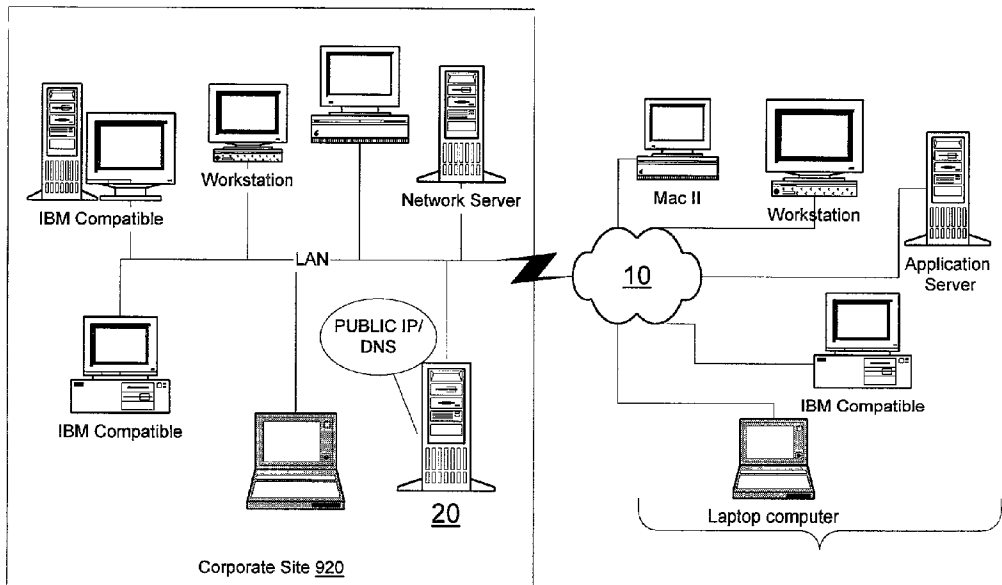 Workstation
IBM Compatible
Network Server
LAN
PUBLIC IP/
DNS
IBM Compatible
20
Corporate Site 920
Mac II
Workstation
Application
Server
10
IBM Compatible
Laptop computer